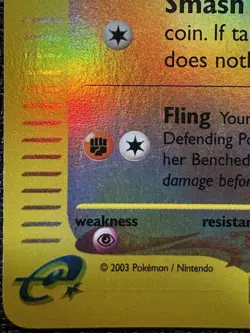 Smash
coin. If ta
does noth
Fling Your
Defending Po
her Benched
damage befor
weakness
resistan
e
© 2003 Pokémon / Nintendo